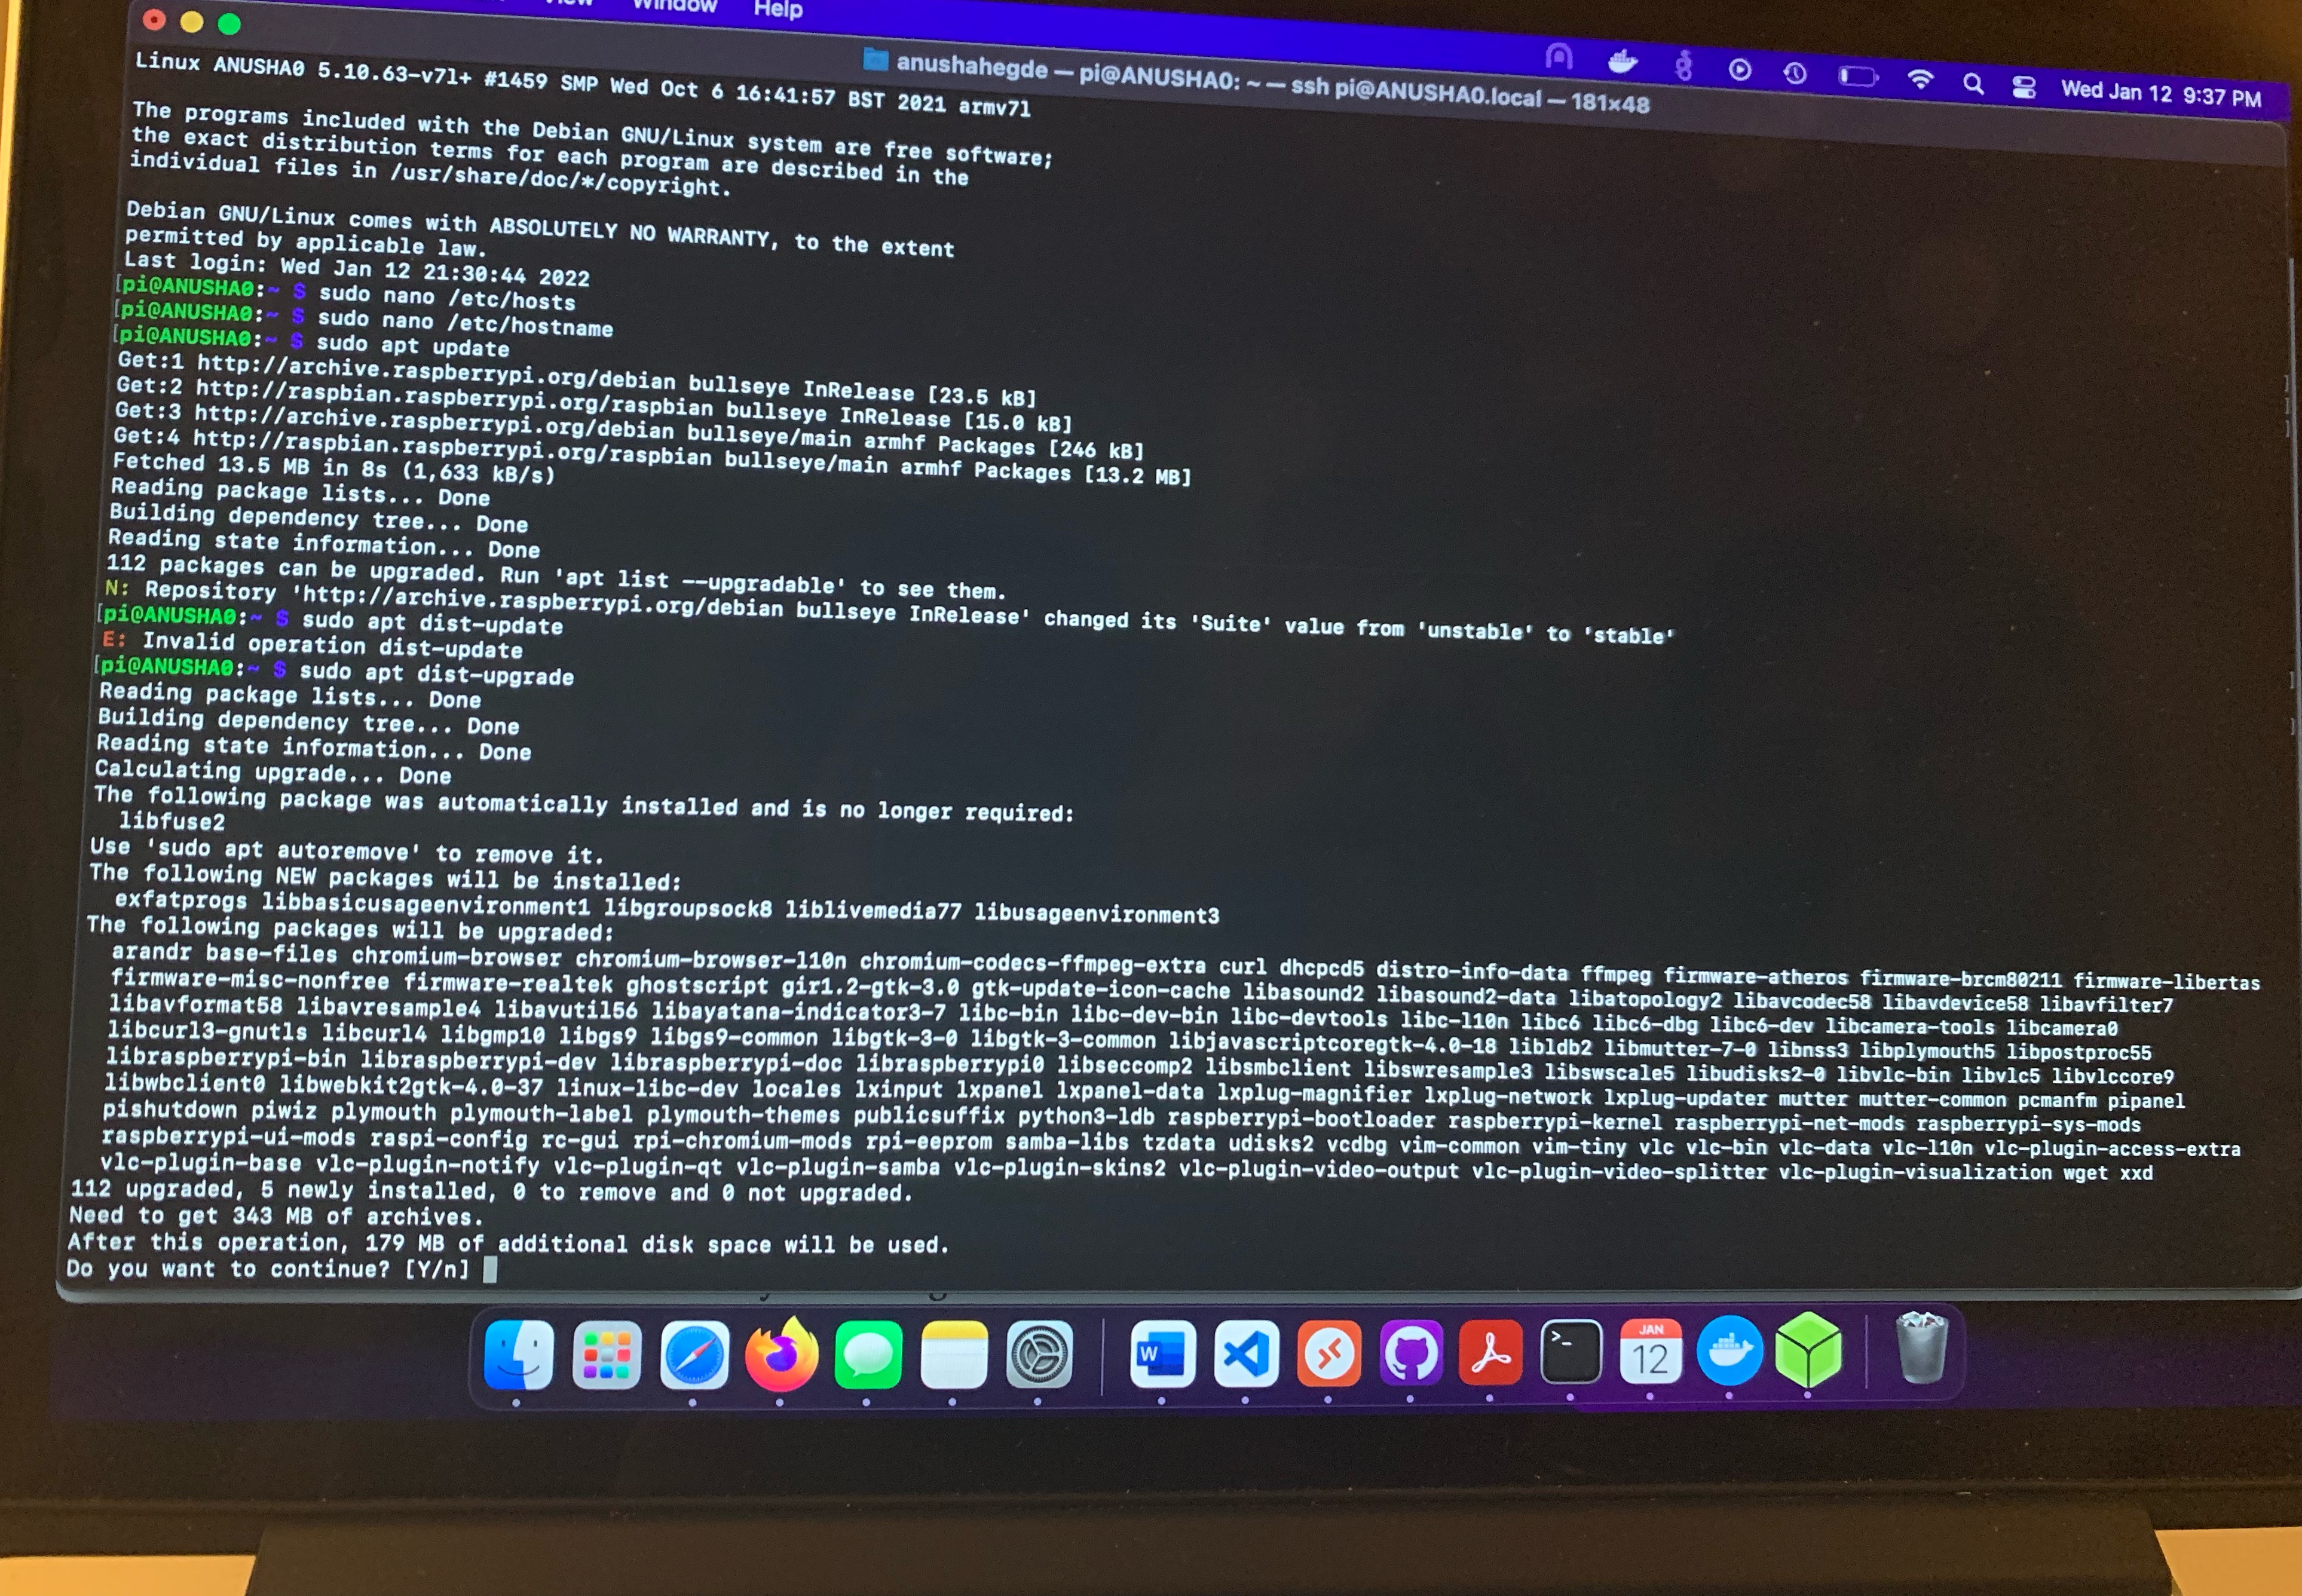 View Window Help
Wed Jan 12 9:37 PM
anushahegde — pi@ANUSHA0: ~ — ssh pi@ANUSHA0.local — 181×48
Linux ANUSHA0 5.10.63-v7l+ #1459 SMP Wed Oct 6 16:41:57 BST 2021 armv7l
The programs included with the Debian GNU/Linux system are free software;
the exact distribution terms for each program are described in the
individual files in /usr/share/doc/*/copyright.
Debian GNU/Linux comes with ABSOLUTELY NO WARRANTY, to the extent
permitted by applicable law.
Last login: Wed Jan 12 21:30:44 2022
[pi@ANUSHA0:~ $ sudo nano /etc/hosts
[pi@ANUSHA0:~ $ sudo nano /etc/hostname
[pi@ANUSHA0:~ $ sudo apt update
Get:1 http://archive.raspberrypi.org/debian bullseye InRelease [23.5 kB]
Get:2 http://raspbian.raspberrypi.org/raspbian bullseye InRelease [15.0 kB]
Get:3 http://archive.raspberrypi.org/debian bullseye/main armhf Packages [246 kB]
Get:4 http://raspbian.raspberrypi.org/raspbian bullseye/main armhf Packages [13.2 MB]
Fetched 13.5 MB in 8s (1,633 kB/s)
Reading package lists... Done
Building dependency tree... Done
Reading state information... Done
112 packages can be upgraded. Run 'apt list --upgradable' to see them.
N: Repository 'http://archive.raspberrypi.org/debian bullseye InRelease' changed its 'Suite' value from 'unstable' to 'stable'
[pi@ANUSHA0:~ $ sudo apt dist-update
E: Invalid operation dist-update
[pi@ANUSHA0:~ $ sudo apt dist-upgrade
Reading package lists... Done
Building dependency tree... Done
Reading state information... Done
Calculating upgrade... Done
The following package was automatically installed and is no longer required:
libfuse2
Use 'sudo apt autoremove' to remove it.
The following NEW packages will be installed:
exfatprogs libbasicusageenvironment1 libgroupsock8 liblivemedia77 libusageenvironment3
The following packages will be upgraded:
arandr base-files chromium-browser chromium-browser-l10n chromium-codecs-ffmpeg-extra curl dhcpcd5 distro-info-data ffmpeg firmware-atheros firmware-brcm80211 firmware-libertas
firmware-misc-nonfree firmware-realtek ghostscript gir1.2-gtk-3.0 gtk-update-icon-cache libasound2 libasound2-data libatopology2 libavcodec58 libavdevice58 libavfilter7
libavformat58 libavresample4 libavutil56 libayatana-indicator3-7 libc-bin libc-dev-bin libc-devtools libc-l10n libc6 libc6-dbg libc6-dev libcamera-tools libcamera0
libcurl3-gnutls libcurl4 libgmp10 libgs9 libgs9-common libgtk-3-0 libgtk-3-common libjavascriptcoregtk-4.0-18 libldb2 libmutter-7-0 libnss3 libplymouth5 libpostproc55
libraspberrypi-bin libraspberrypi-dev libraspberrypi-doc libraspberrypi0 libseccomp2 libsmbclient libswresample3 libswscale5 libudisks2-0 libvlc-bin libvlc5 libvlccore9
libwbclient0 libwebkit2gtk-4.0-37 linux-libc-dev locales lxinput lxpanel lxpanel-data lxplug-magnifier lxplug-network lxplug-updater mutter mutter-common pcmanfm pipanel
pishutdown piwiz plymouth plymouth-label plymouth-themes publicsuffix python3-ldb raspberrypi-bootloader raspberrypi-kernel raspberrypi-net-mods raspberrypi-sys-mods
raspberrypi-ui-mods raspi-config rc-gui rpi-chromium-mods rpi-eeprom samba-libs tzdata udisks2 vcdbg vim-common vim-tiny vlc vlc-bin vlc-data vlc-l10n vlc-plugin-access-extra
vlc-plugin-base vlc-plugin-notify vlc-plugin-qt vlc-plugin-samba vlc-plugin-skins2 vlc-plugin-video-output vlc-plugin-video-splitter vlc-plugin-visualization wget xxd
112 upgraded, 5 newly installed, 0 to remove and 0 not upgraded.
Need to get 343 MB of archives.
After this operation, 179 MB of additional disk space will be used.
Do you want to continue? [Y/n]
W
>_
JAN
12